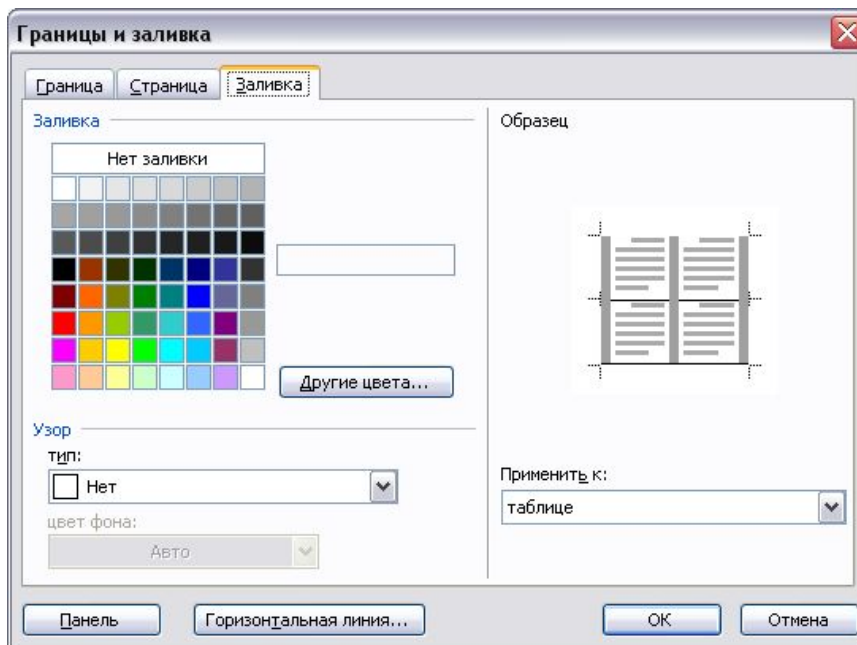 Границы и заливка
Граница
Страница
Заливка
Заливка
Нет заливки
Другие цвета...
Узор
тип:
Нет
цвет фона:
Авто
Образец
Применить к:
таблице
Панель
Горизонтальная линия...
ОК
Отмена